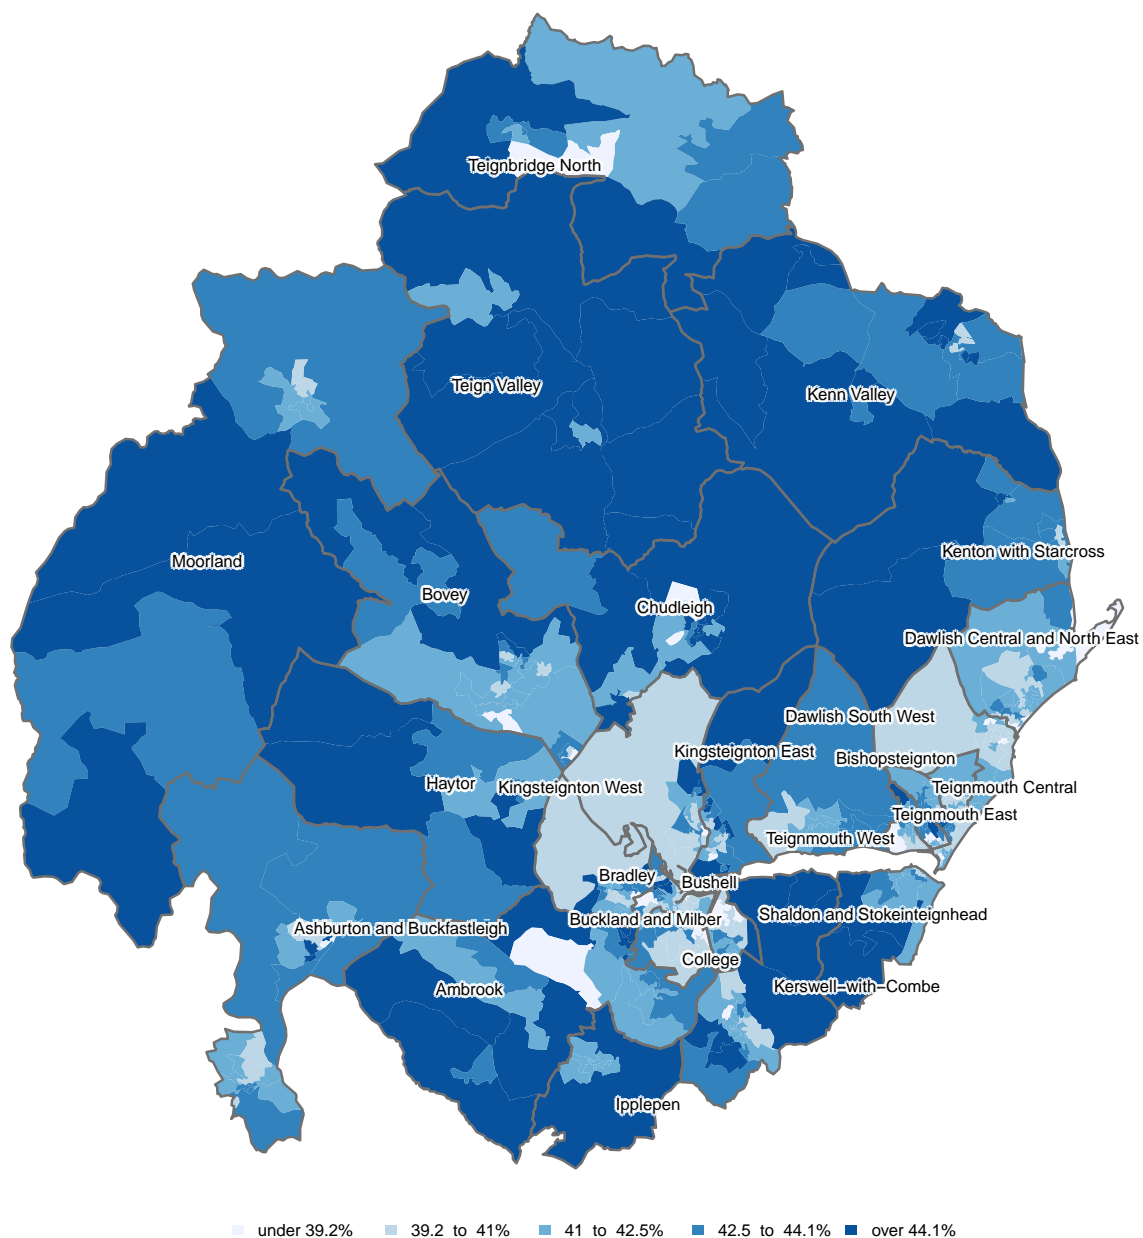 Teignbridge North
Teign Valley
Kenn Valley
Moorland
Kenton with Starcross
Bovey
Chudleigh
Dawlish Central and North East
Dawlish South West
Kingsteignton East
Bishopsteignton
Haytor
Kingsteignton West
Teignmouth Central
Teignmouth East
Teignmouth West
Bradley
Bushell
Buckland and Milber
Shaldon and Stokeinteignhead
Ashburton and Buckfastleigh
College
Ambrook
Kerswell−with−Combe
Ipplepen
under 39.2% 39.2 to 41% 41 to 42.5% 42.5 to 44.1% over 44.1%